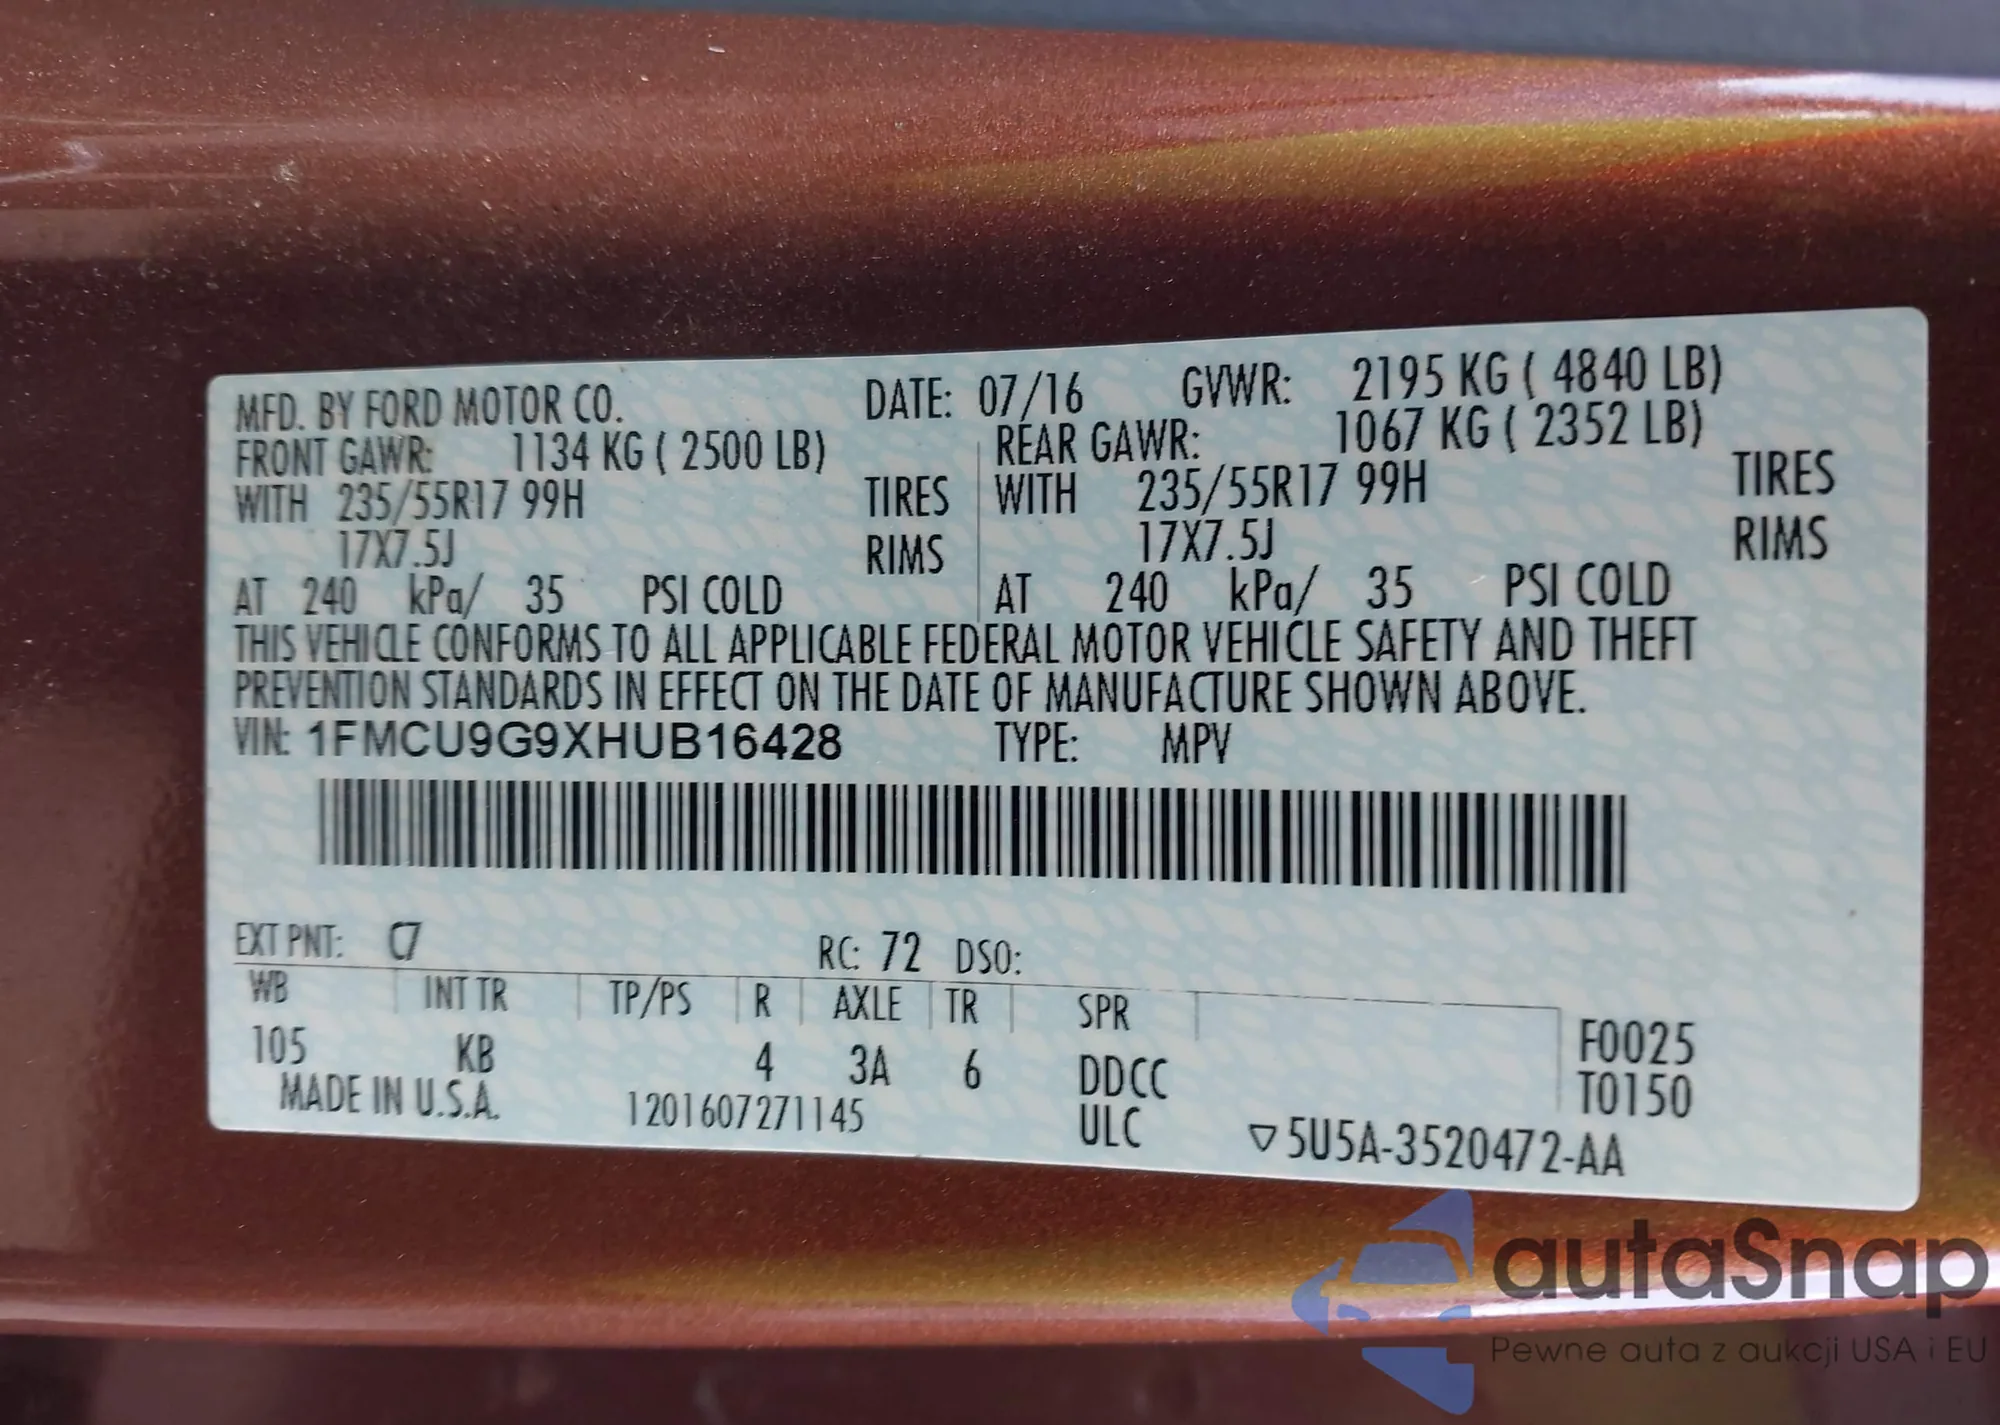 MFD. BY FORD MOTOR CO. DATE: 07/16 GVWR: 2195 KG ( 4840 LB)
FRONT GAWR: 1134 KG ( 2500 LB) REAR GAWR: 1067 KG ( 2352 LB)
WITH 235/55R17 99H TIRES WITH 235/55R17 99H TIRES
17X7.5J RIMS 17X7.5J RIMS
AT 240 kPa/ 35 PSI COLD AT 240 kPa/ 35 PSI COLD
THIS VEHICLE CONFORMS TO ALL APPLICABLE FEDERAL MOTOR VEHICLE SAFETY AND THEFT
PREVENTION STANDARDS IN EFFECT ON THE DATE OF MANUFACTURE SHOWN ABOVE.
VIN: 1FMCU9G9XHUB16428 TYPE: MPV
EXT PNT: C7 RC: 72 DSO:
WB INT TR TP/PS R AXLE TR SPR
105 KB 4 3A 6 DDCC F0025
MADE IN U.S.A. 1201607271145 ULC T0150
5U5A-3520472-AA
autaSnap
Pewne auta z aukcji USA i EU